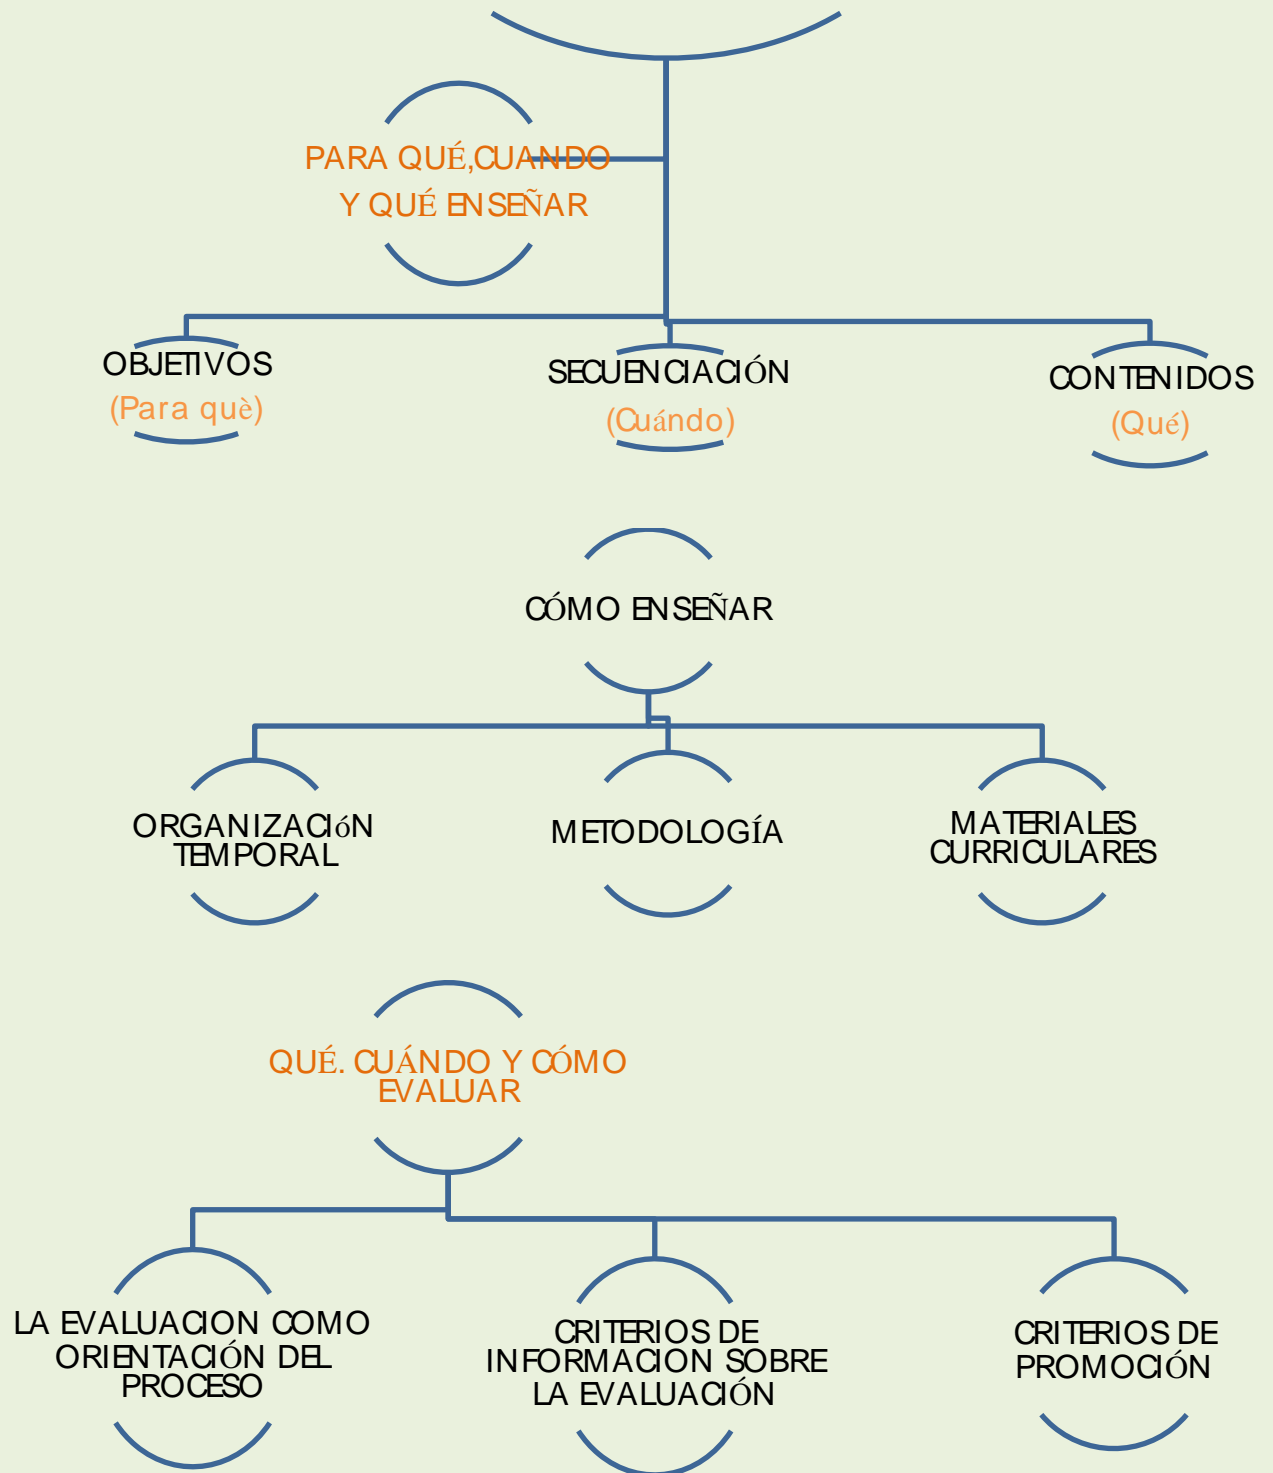 PARA QUÉ,CUANDO
Y QUÉ ENSEÑAR
OBJETIVOS
(Para què)
SECUENCIACIÓN
(Cuándo)
CONTENIDOS
(Qué)
CÓMO ENSEÑAR
ORGANIZACIóN
TEMPORAL
METODOLOGÍA
MATERIALES
CURRICULARES
QUÉ. CUÁNDO Y CÓMO
EVALUAR
LA EVALUACION COMO
ORIENTACIÓN DEL
PROCESO
CRITERIOS DE
INFORMACION SOBRE
LA EVALUACIÓN
CRITERIOS DE
PROMOCIÓN